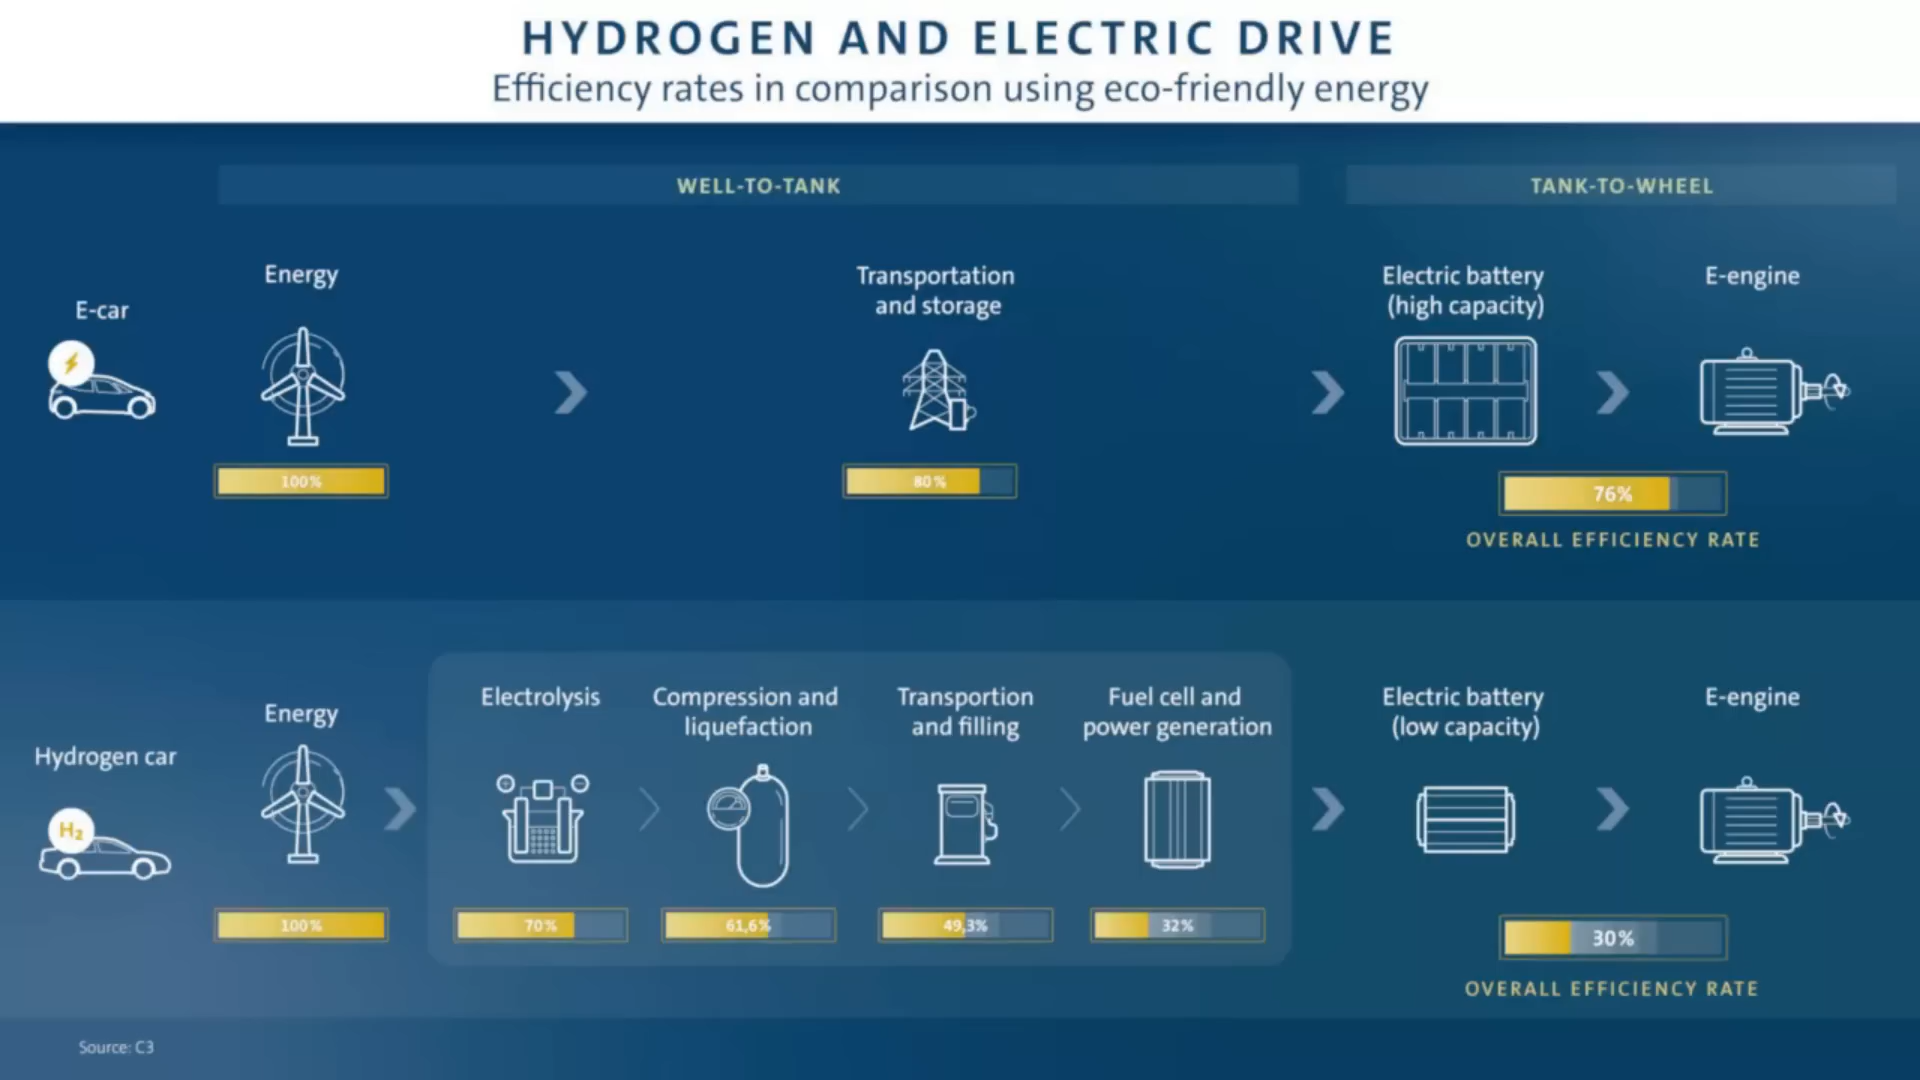 HYDROGEN AND ELECTRIC DRIVE
Efficiency rates in comparison using eco-friendly energy
WELL-TO-TANK
TANK-TO-WHEEL
E-car
Energy
100%
Transportation
and storage
80%
Electric battery
(high capacity)
E-engine
76%
OVERALL EFFICIENCY RATE
Hydrogen car
H₂
Energy
100%
Electrolysis
70%
Compression and
liquefaction
61,6%
Transportion
and filling
49,3%
Fuel cell and
power generation
32%
Electric battery
(low capacity)
E-engine
30%
OVERALL EFFICIENCY RATE
Source: C3